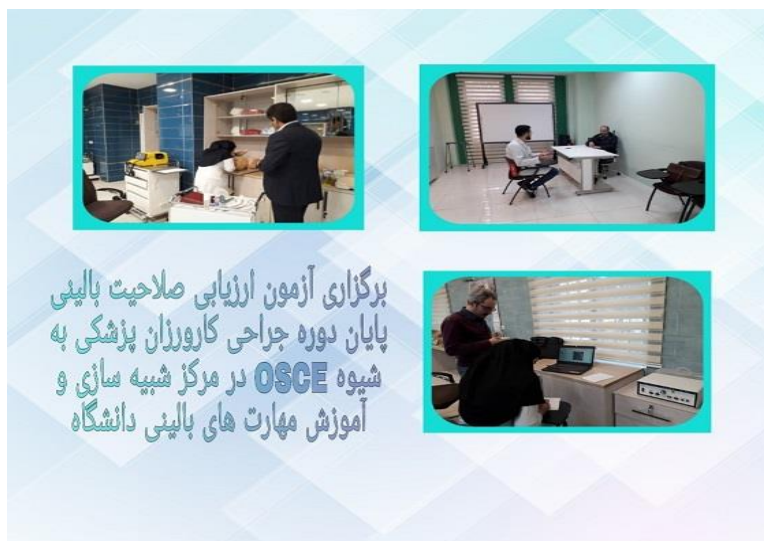 برگزاری آزمون ارزیابی صلاحیت بالینی
پایان دوره جراحی کارورزان پزشکی به
شیوه OSCE در مرکز شبیه سازی و
آموزش مهارت های بالینی دانشگاه